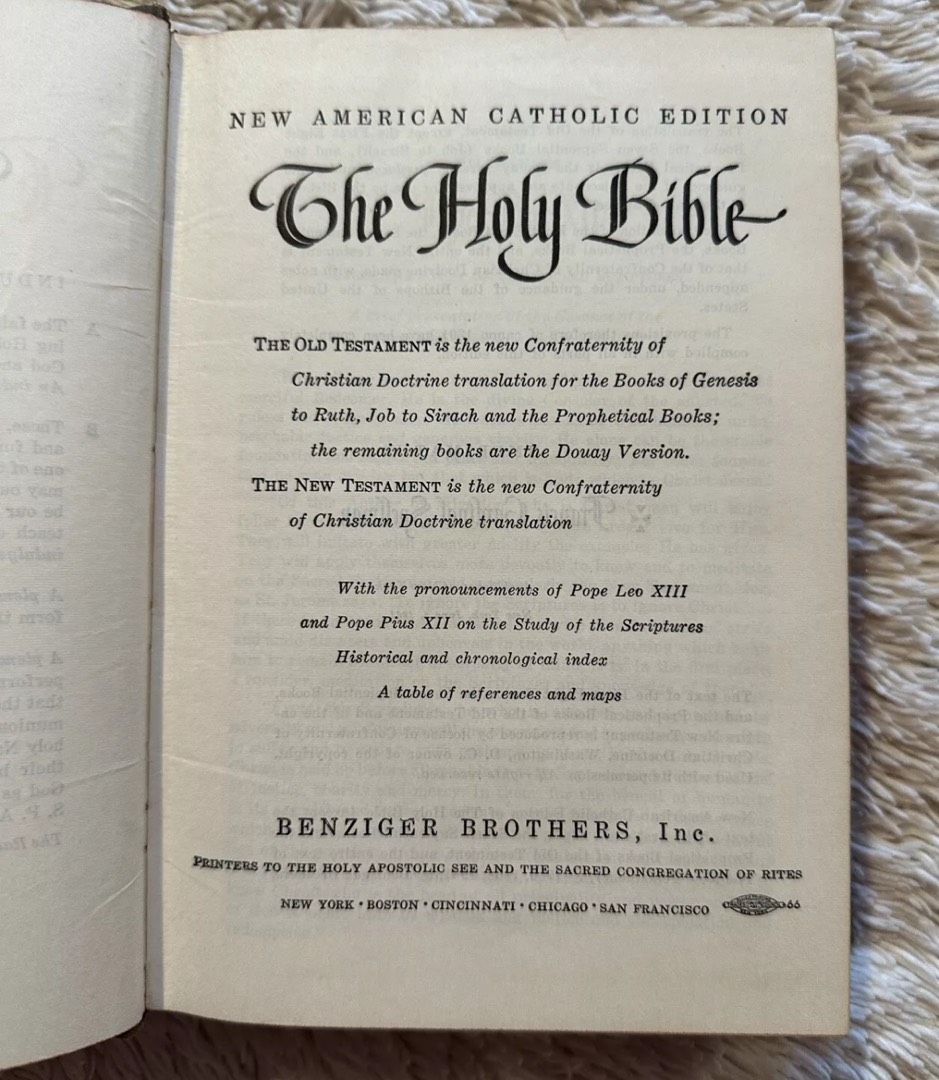 NEW AMERICAN CATHOLIC EDITION
The Holy Bible
THE OLD TESTAMENT is the new Confraternity of
Christian Doctrine translation for the Books of Genesis
to Ruth, Job to Sirach and the Prophetical Books;
the remaining books are the Douay Version.
THE NEW TESTAMENT is the new Confraternity
of Christian Doctrine translation
With the pronouncements of Pope Leo XIII
and Pope Pius XII on the Study of the Scriptures
Historical and chronological index
A table of references and maps
BENZIGER BROTHERS, Inc.
PRINTERS TO THE HOLY APOSTOLIC SEE AND THE SACRED CONGREGATION OF RITES
NEW YORK • BOSTON • CINCINNATI • CHICAGO • SAN FRANCISCO 66